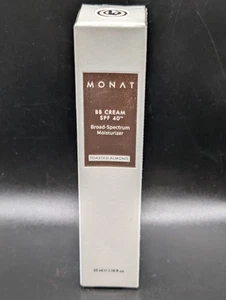 MONAT
BB CREAM
SPF 40
Broad-Spectrum
Moisturizer
TOASTED ALMOND